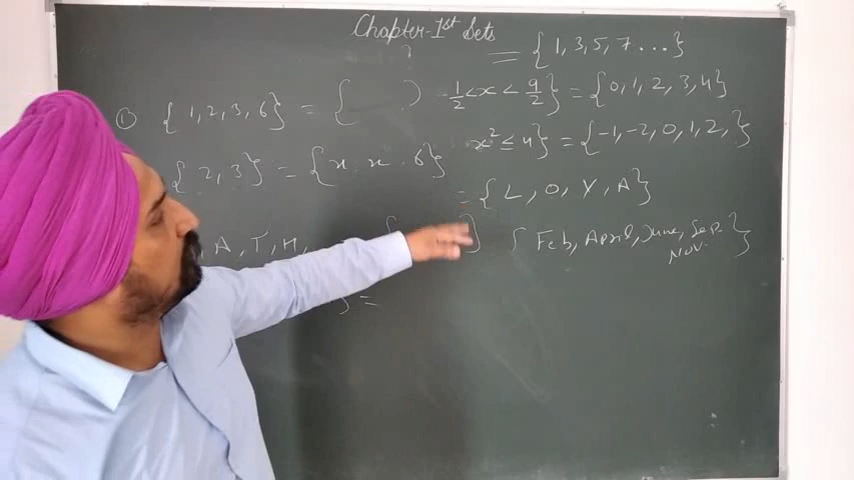 Chapter-1st Sets
= {1, 3, 5, 7 ...}
① {1, 2, 3, 6} = { }
1/2 < x < 9/2} = {0, 1, 2, 3, 4}
{2, 3} = {x x 6}
x² ≤ 4} = {-1, -2, 0, 1, 2,}
= {L, O, Y, A}
A, T, H,
{ Feb, April, June, Sep.
Nov. }
} =